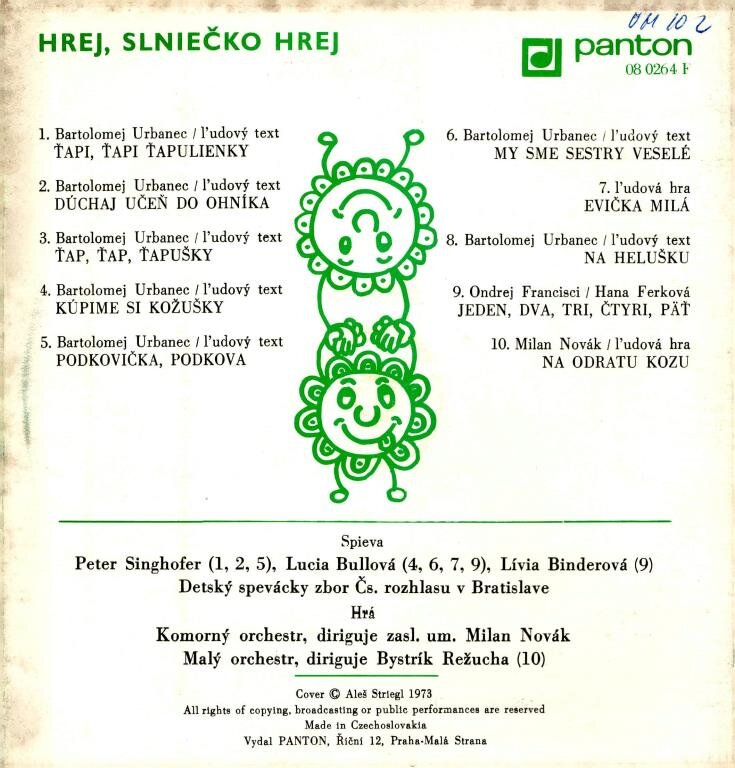 HREJ, SLNIEČKO HREJ
panton
08 0264 F
1. Bartolomej Urbanec / ľudový text
ŤAPI, ŤAPI ŤAPULIENKY
2. Bartolomej Urbanec / ľudový text
DÚCHAJ UČEŇ DO OHNÍKA
3. Bartolomej Urbanec / ľudový text
ŤAP, ŤAP, ŤAPUŠKY
4. Bartolomej Urbanec / ľudový text
KÚPIME SI KOŽUŠKY
5. Bartolomej Urbanec / ľudový text
PODKOVIČKA, PODKOVA
6. Bartolomej Urbanec / ľudový text
MY SME SESTRY VESELÉ
7. ľudová hra
EVIČKA MILÁ
8. Bartolomej Urbanec / ľudový text
NA HELUŠKU
9. Ondrej Francisci / Hana Ferková
JEDEN, DVA, TRI, ČTYRI, PÄŤ
10. Milan Novák / ľudová hra
NA ODRATU KOZU
Spieva
Peter Singhofer (1, 2, 5), Lucia Bullová (4, 6, 7, 9), Lívia Binderová (9)
Detský spevácky zbor Čs. rozhlasu v Bratislave
Hrá
Komorný orchestr, diriguje zasl. um. Milan Novák
Malý orchestr, diriguje Bystrík Režucha (10)
Cover © Aleš Striegl 1973
All rights of copying, broadcasting or public performances are reserved
Made in Czechoslovakia
Vydal PANTON, Říční 12, Praha-Malá Strana